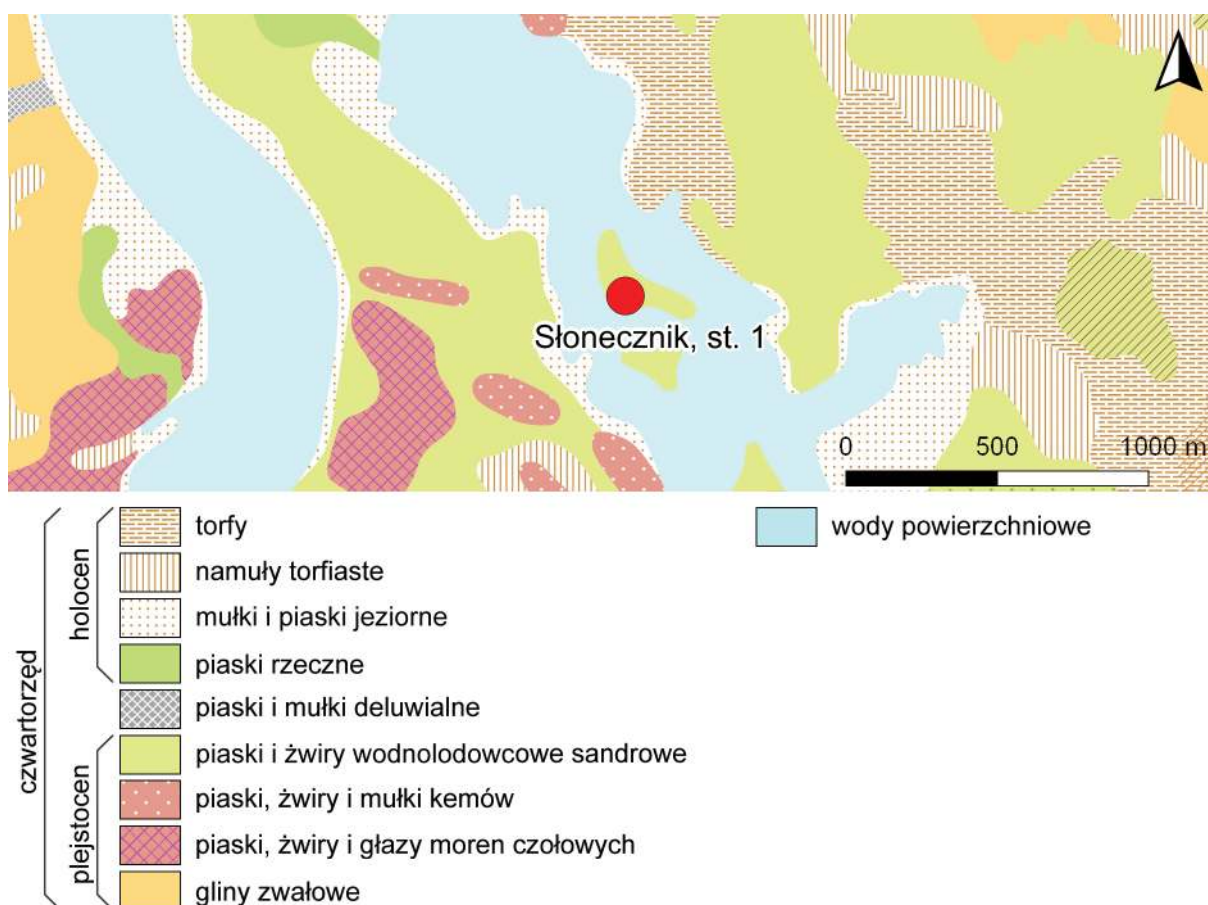 Słonecznik, st. 1
0 500 1000 m
czwartorzęd
holocen
torfy
namuły torfiaste
mułki i piaski jeziorne
piaski rzeczne
piaski i mułki deluwialne
plejstocen
piaski i żwiry wodnolodowcowe sandrowe
piaski, żwiry i mułki kemów
piaski, żwiry i głazy moren czołowych
gliny zwałowe
wody powierzchniowe